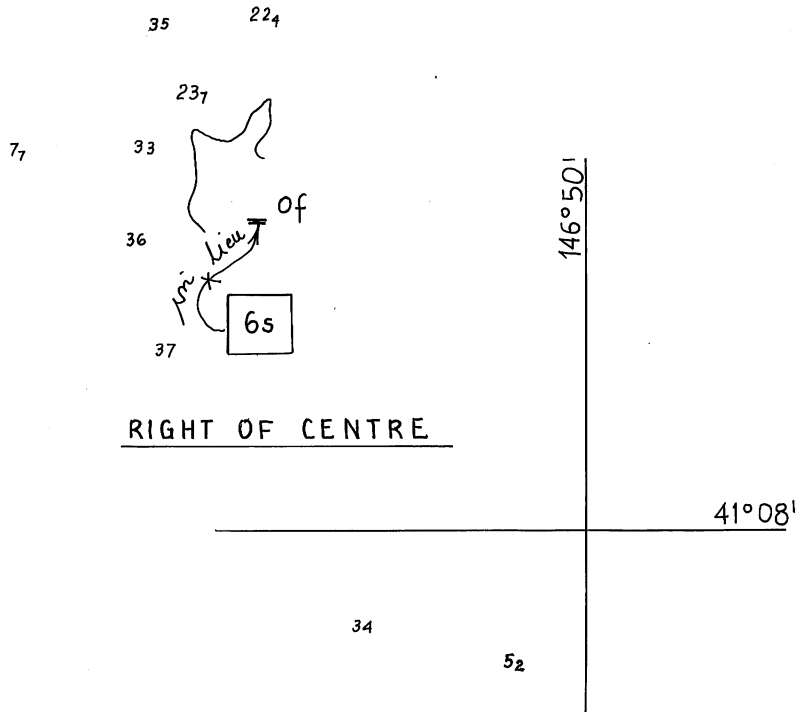 35 22₄
23₇
7₇ 33
146°50'
Of
36
in lieu
6s
37
RIGHT OF CENTRE
41°08'
34
5₂